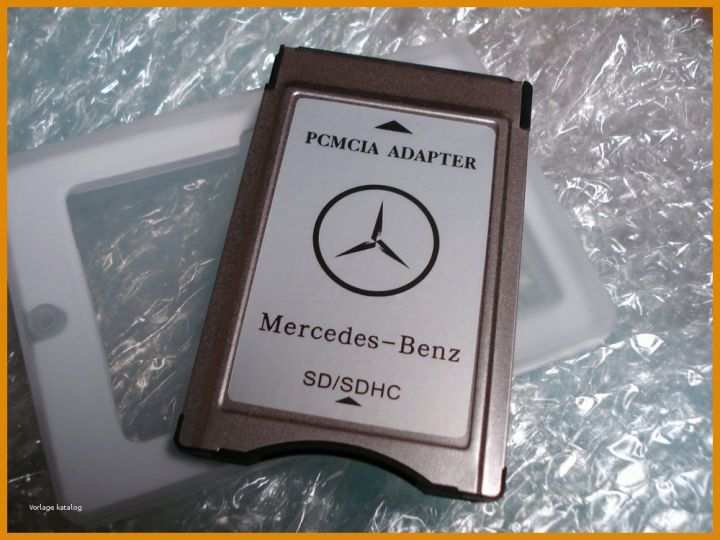 PCMCIA ADAPTER
Mercedes-Benz
SD/SDHC
Vorlage katalog